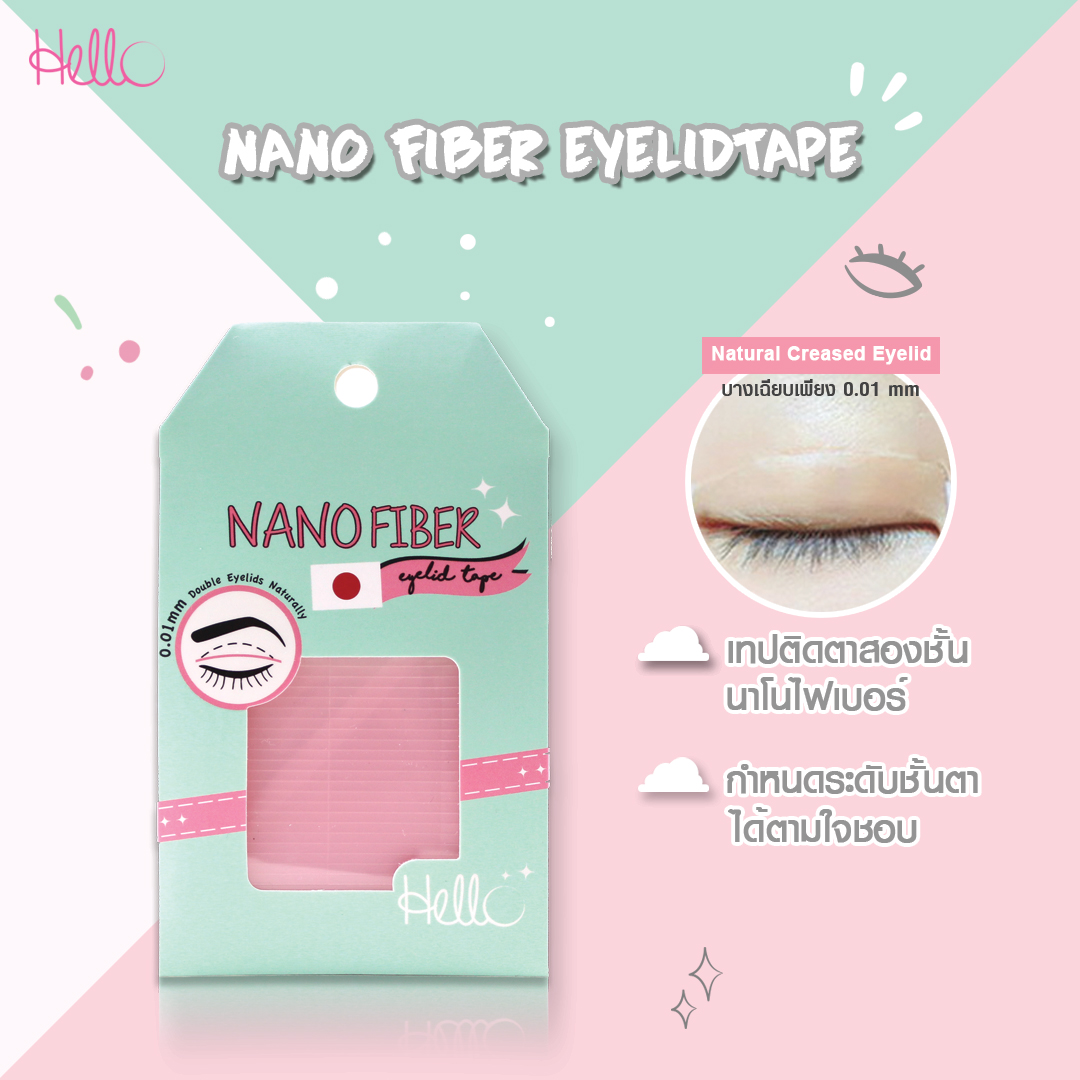 Hello
NANO FIBER EYELIDTAPE
Natural Creased Eyelid
บางเฉียบเพียง 0.01 mm
NANO FIBER
eyelid tape
0.01mm Double Eyelids Naturally
Hello
เทปติดตาสองชั้น
นาโนไฟเบอร์
กำหนดระดับชั้นตา
ได้ตามใจชอบ